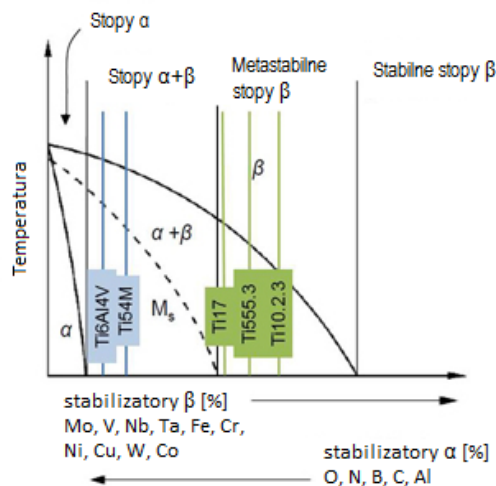 Stopy α
Stopy α+β
Metastabilne
stopy β
Stabilne stopy β
Temperatura
β
α+β
α
Ms
Ti6Al4V
Ti54M
Ti17
Ti555.3
Ti10.2.3
stabilizatory β [%]
Mo, V, Nb, Ta, Fe, Cr,
Ni, Cu, W, Co
stabilizatory α [%]
O, N, B, C, Al